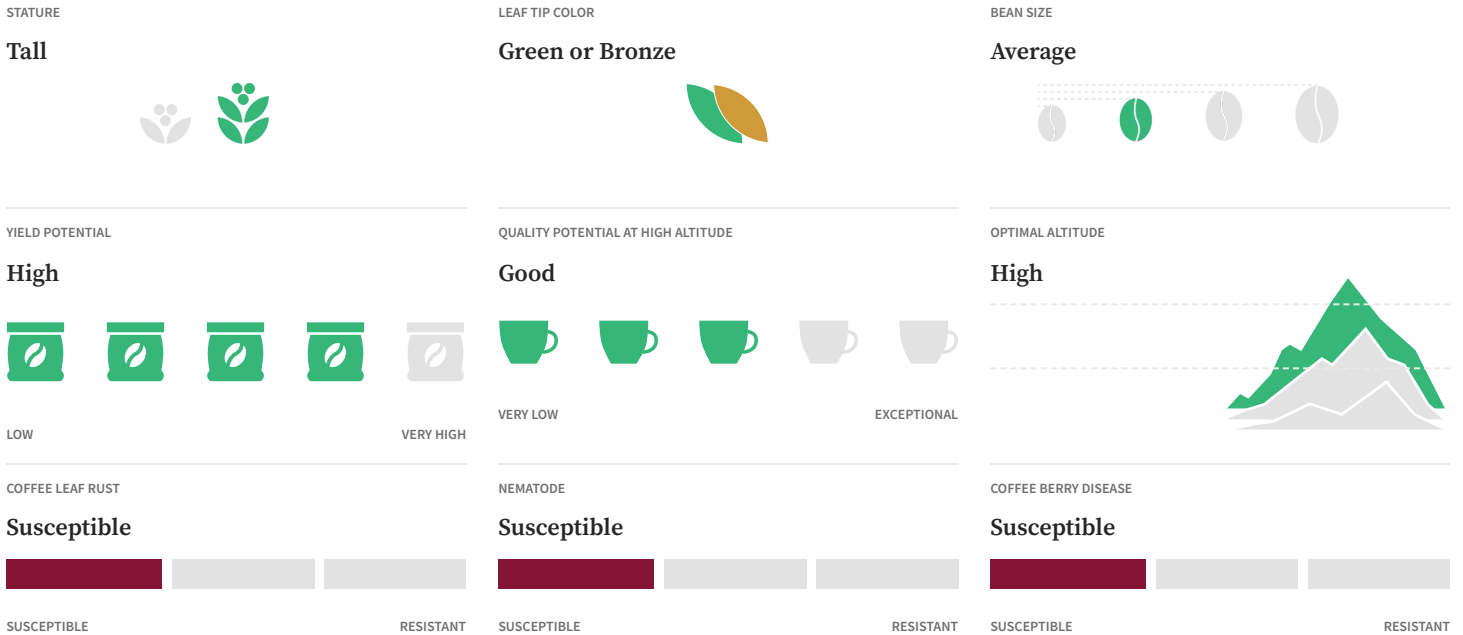 STATURE
Tall
LEAF TIP COLOR
Green or Bronze
BEAN SIZE
Average
YIELD POTENTIAL
High
LOW
VERY HIGH
QUALITY POTENTIAL AT HIGH ALTITUDE
Good
VERY LOW
EXCEPTIONAL
OPTIMAL ALTITUDE
High
COFFEE LEAF RUST
Susceptible
SUSCEPTIBLE
RESISTANT
NEMATODE
Susceptible
SUSCEPTIBLE
RESISTANT
COFFEE BERRY DISEASE
Susceptible
SUSCEPTIBLE
RESISTANT